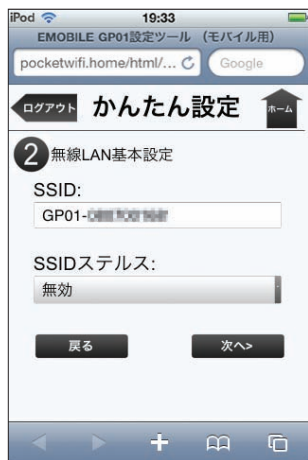 iPod 19:33
EMOBILE GP01設定ツール (モバイル用)
pocketwifi.home/html/... Google
ログアウト かんたん設定 ホーム
2 無線LAN基本設定
SSID:
GP01-
SSIDステルス:
無効
戻る 次へ>